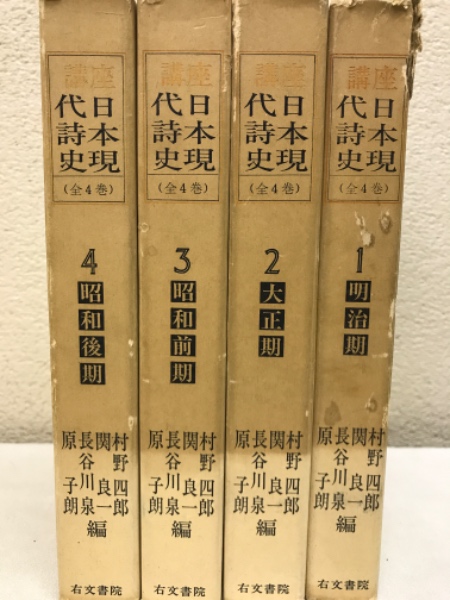 講座
日本現
代詩史
(全4巻)
4
昭和後期
村野四郎
関良一
長谷川泉
原子朗
編
右文書院
講座
日本現
代詩史
(全4巻)
3
昭和前期
村野四郎
関良一
長谷川泉
原子朗
編
右文書院
講座
日本現
代詩史
(全4巻)
2
大正期
村野四郎
関良一
長谷川泉
原子朗
編
右文書院
講座
日本現
代詩史
(全4巻)
1
明治期
村野四郎
関良一
長谷川泉
原子朗
編
右文書院